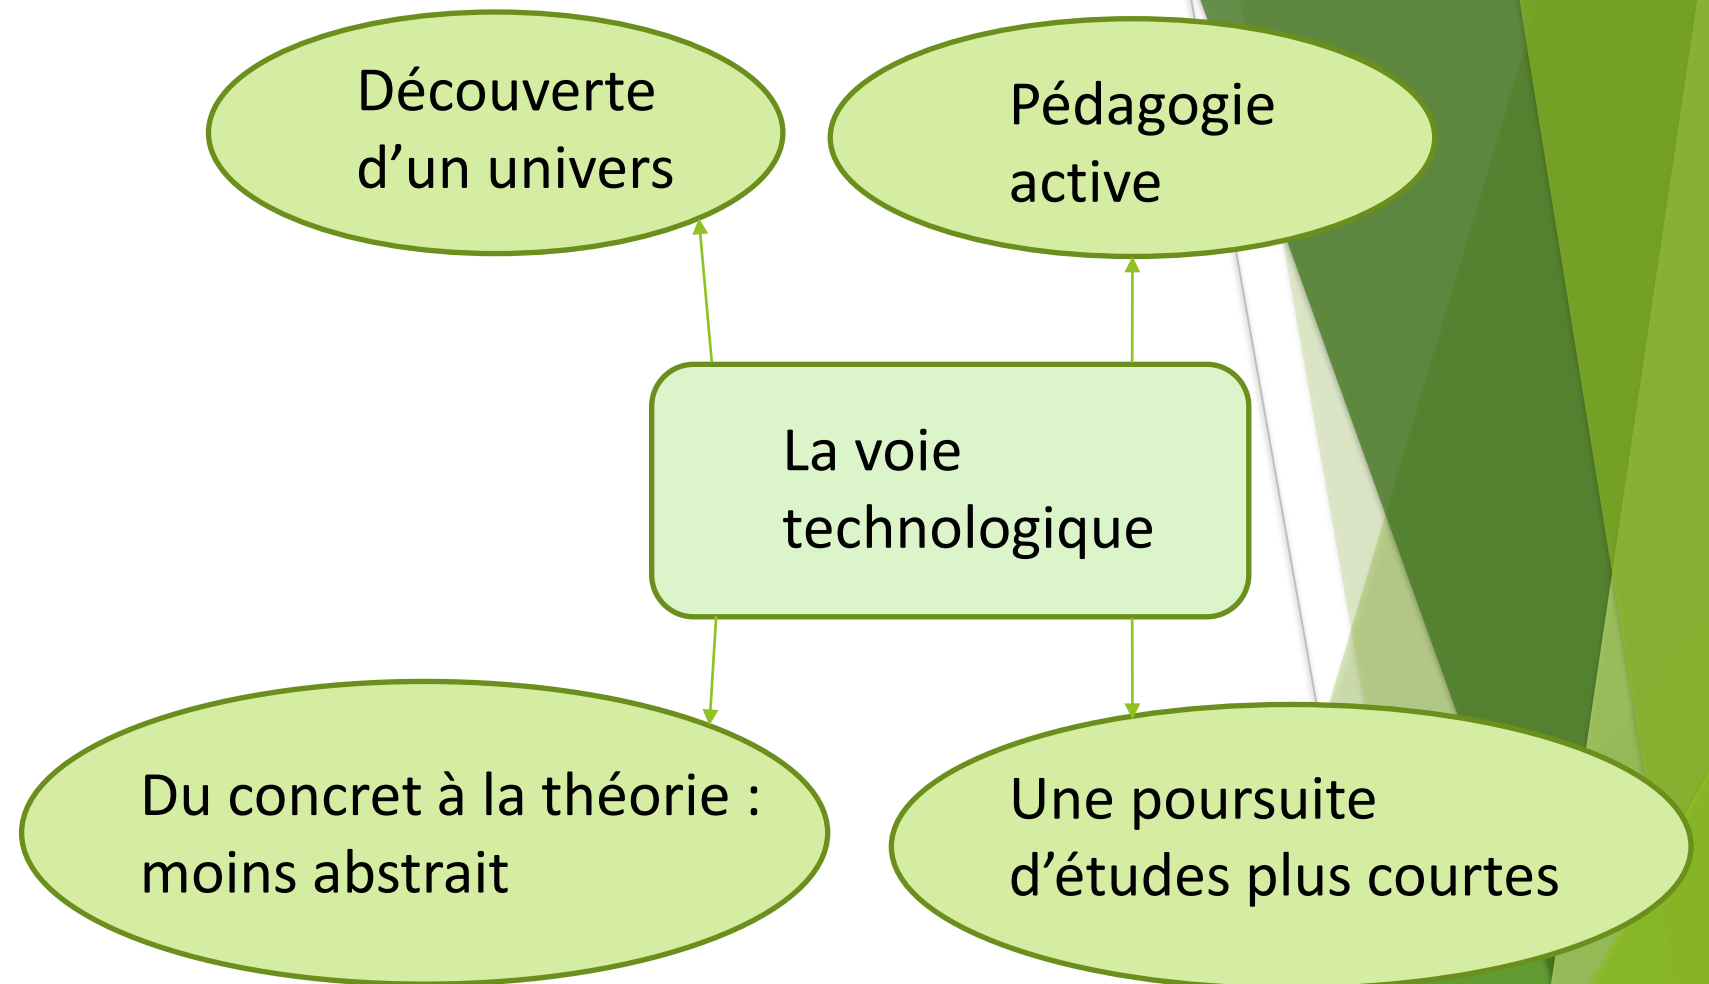 Découverte
d’un univers
Pédagogie
active
La voie
technologique
Du concret à la théorie :
moins abstrait
Une poursuite
d’études plus courtes